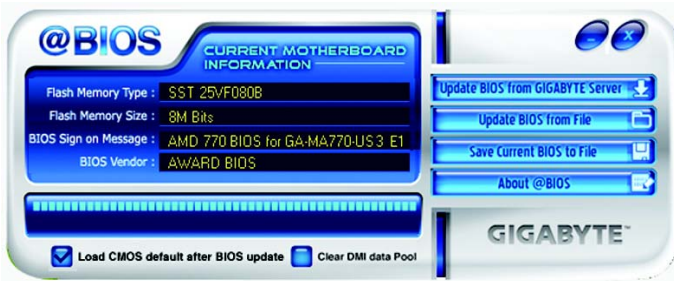 @BIOS
CURRENT MOTHERBOARD
INFORMATION
Flash Memory Type : SST 25VF080B
Flash Memory Size : 8M Bits
BIOS Sign on Message : AMD 770 BIOS for GA-MA770-US3 E1
BIOS Vendor : AWARD BIOS
Update BIOS from GIGABYTE Server
Update BIOS from File
Save Current BIOS to File
About @BIOS
Load CMOS default after BIOS update
Clear DMI data Pool
GIGABYTE™